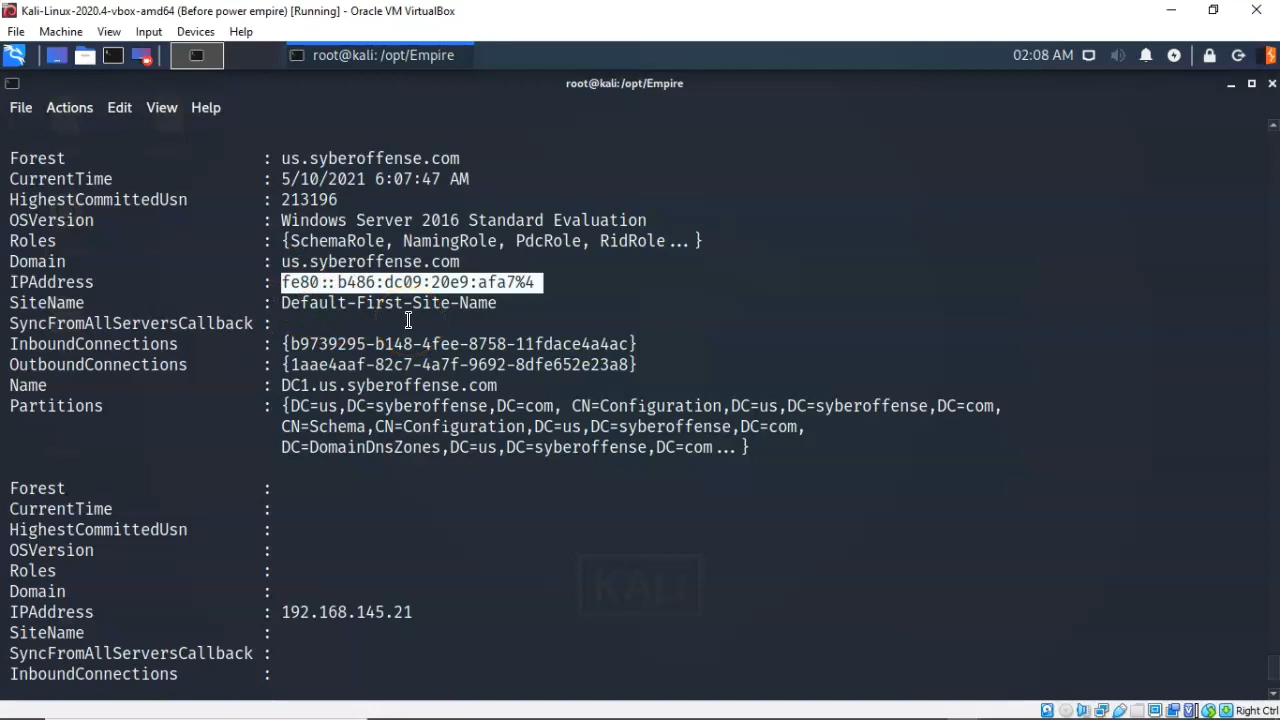 Kali-Linux-2020.4-vbox-amd64 (Before power empire) [Running] - Oracle VM VirtualBox
File Machine View Input Devices Help
root@kali: /opt/Empire 02:08 AM
root@kali:/opt/Empire
File Actions Edit View Help
Forest : us.syberoffense.com
CurrentTime : 5/10/2021 6:07:47 AM
HighestCommittedUsn : 213196
OSVersion : Windows Server 2016 Standard Evaluation
Roles : {SchemaRole, NamingRole, PdcRole, RidRole...}
Domain : us.syberoffense.com
IPAddress : fe80::b486:dc09:20e9:afa7%4
SiteName : Default-First-Site-Name
SyncFromAllServersCallback :
InboundConnections : {b9739295-b148-4fee-8758-11fdace4a4ac}
OutboundConnections : {1aae4aaf-82c7-4a7f-9692-8dfe652e23a8}
Name : DC1.us.syberoffense.com
Partitions : {DC=us,DC=syberoffense,DC=com, CN=Configuration,DC=us,DC=syberoffense,DC=com,
CN=Schema,CN=Configuration,DC=us,DC=syberoffense,DC=com,
DC=DomainDnsZones,DC=us,DC=syberoffense,DC=com...}
Forest :
CurrentTime :
HighestCommittedUsn :
OSVersion :
Roles :
Domain :
IPAddress : 192.168.145.21
SiteName :
SyncFromAllServersCallback :
InboundConnections :
KALI
Right Ctrl